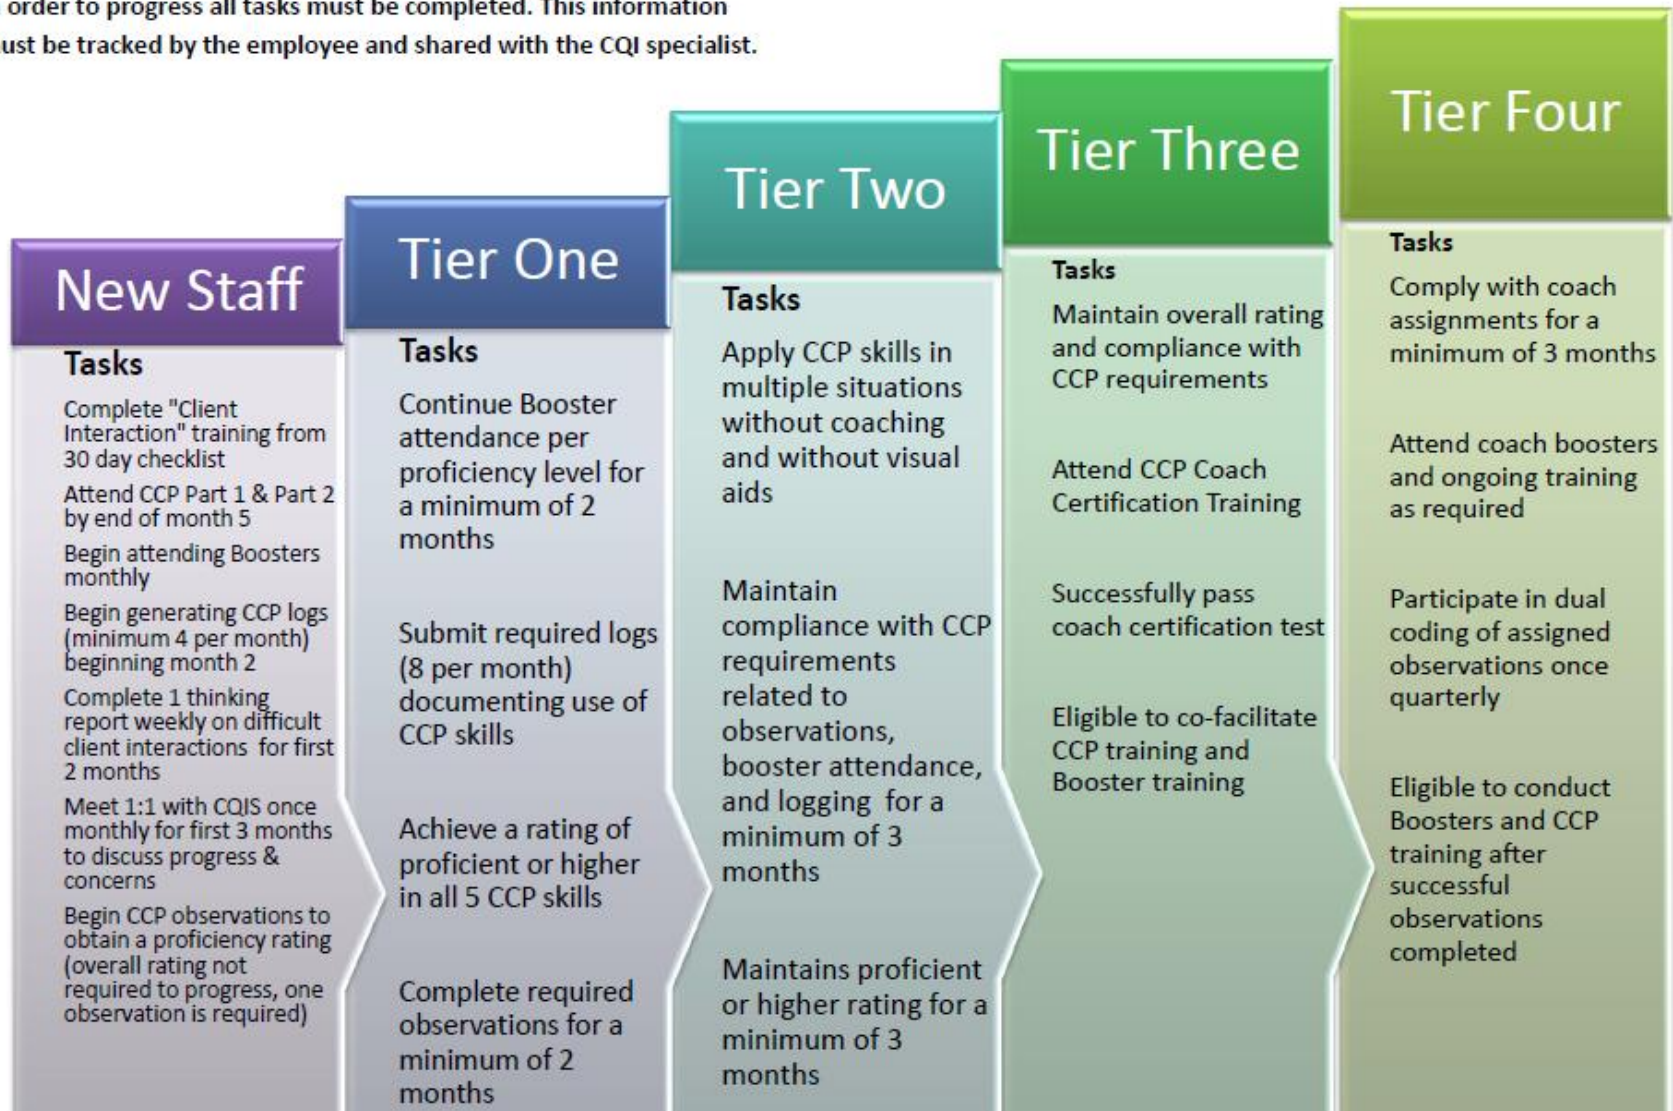 order to progress all tasks must be completed. This information
ust be tracked by the employee and shared with the CQI specialist.
New Staff
Tasks
Complete "Client
Interaction" training from
30 day checklist
Attend CCP Part 1 & Part 2
by end of month 5
Begin attending Boosters
monthly
Begin generating CCP logs
(minimum 4 per month)
beginning month 2
Complete 1 thinking
report weekly on difficult
client interactions for first
2 months
Meet 1:1 with CQIS once
monthly for first 3 months
to discuss progress &
concerns
Begin CCP observations to
obtain a proficiency rating
(overall rating not
required to progress, one
observation is required)
Tier One
Tasks
Continue Booster
attendance per
proficiency level for
a minimum of 2
months
Submit required logs
(8 per month)
documenting use of
CCP skills
Achieve a rating of
proficient or higher
in all 5 CCP skills
Complete required
observations for a
minimum of 2
months
Tier Two
Tasks
Apply CCP skills in
multiple situations
without coaching
and without visual
aids
Maintain
compliance with CCP
requirements
related to
observations,
booster attendance,
and logging for a
minimum of 3
months
Maintains proficient
or higher rating for a
minimum of 3
months
Tier Three
Tasks
Maintain overall rating
and compliance with
CCP requirements
Attend CCP Coach
Certification Training
Successfully pass
coach certification test
Eligible to co-facilitate
CCP training and
Booster training
Tier Four
Tasks
Comply with coach
assignments for a
minimum of 3 months
Attend coach boosters
and ongoing training
as required
Participate in dual
coding of assigned
observations once
quarterly
Eligible to conduct
Boosters and CCP
training after
successful
observations
completed